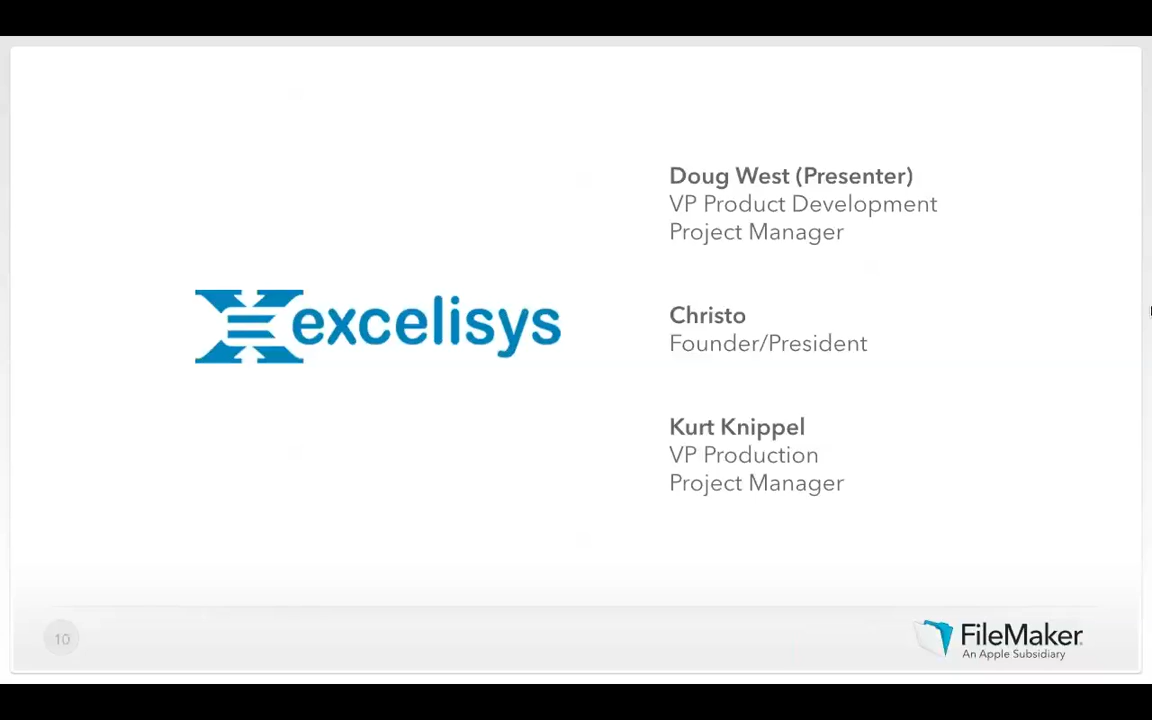 excelisys
Doug West (Presenter)
VP Product Development
Project Manager
Christo
Founder/President
Kurt Knippel
VP Production
Project Manager
10
FileMaker
An Apple Subsidiary